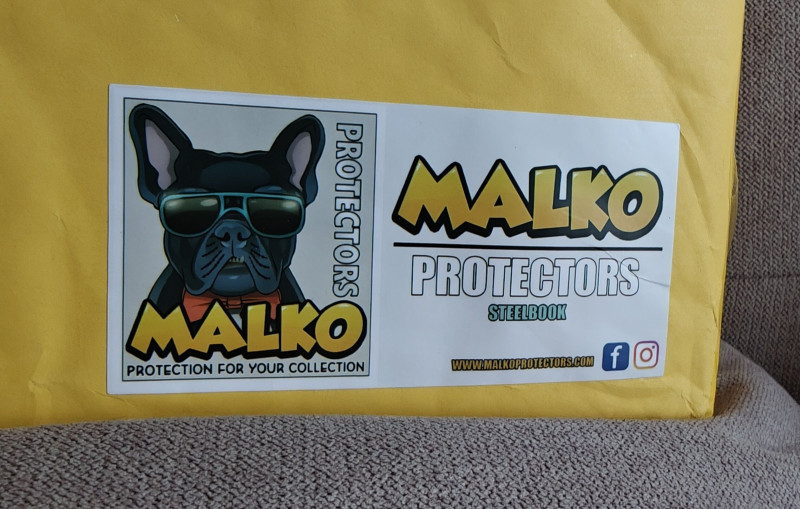 PROTECTORS
MALKO
PROTECTION FOR YOUR COLLECTION
MALKO
PROTECTORS
STEELBOOK
WWW.MALKOPROTECTORS.COM